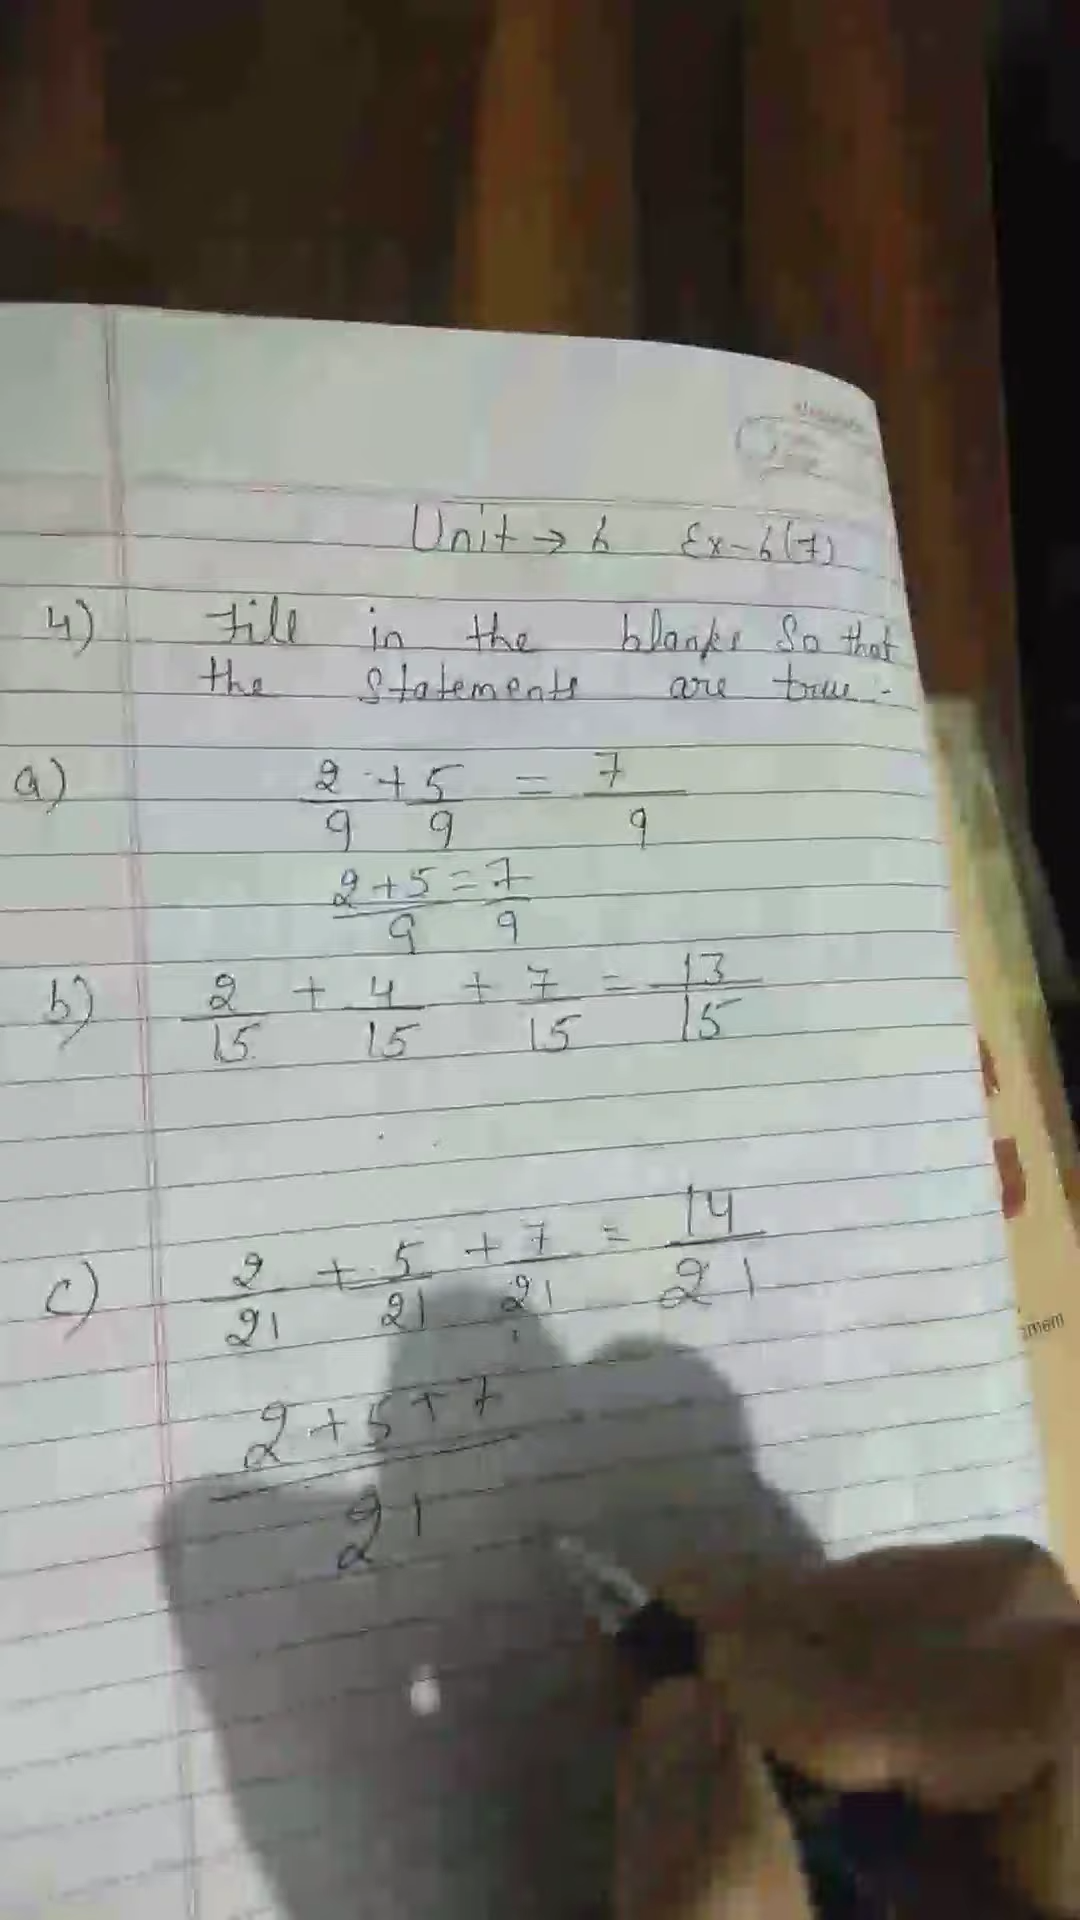 Unit → 6 Ex-6(7)
4) Fill in the blanks So that
the statements are true:-
a) 2/9 + 5/9 = 7/9
2+5/9 = 7/9
b) 2/15 + 4/15 + 7/15 = 13/15
c) 2/21 + 5/21 + 7/21 = 14/21
2+5+7/21